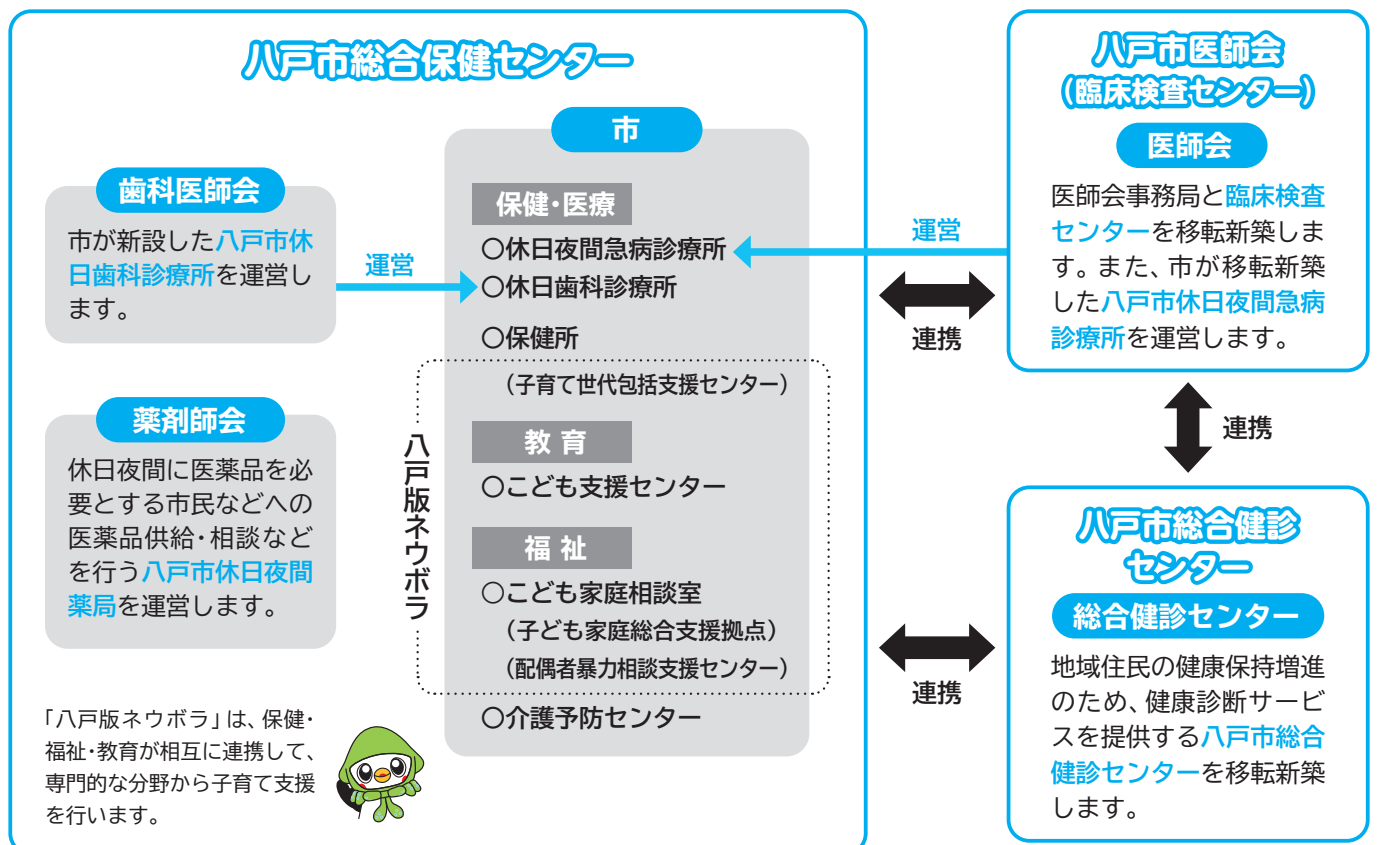 八戸市総合保健センター
歯科医師会
市が新設した八戸市休
日歯科診療所を運営し
ます。
運営
薬剤師会
休日夜間に医薬品を必
要とする市民などへの
医薬品供給・相談など
を行う八戸市休日夜間
薬局を運営します。
「八戸版ネウボラ」は、保健・
福祉・教育が相互に連携して、
専門的な分野から子育て支援
を行います。
市
保健・医療
○休日夜間急病診療所
○休日歯科診療所
○保健所
（子育て世代包括支援センター）
八戸版ネウボラ
教育
○こども支援センター
福祉
○こども家庭相談室
（子ども家庭総合支援拠点）
（配偶者暴力相談支援センター）
○介護予防センター
運営
連携
連携
八戸市医師会
（臨床検査センター）
医師会
医師会事務局と臨床検査
センターを移転新築しま
す。また、市が移転新築
した八戸市休日夜間急病
診療所を運営します。
連携
八戸市総合健診
センター
総合健診センター
地域住民の健康保持増進
のため、健康診断サービ
スを提供する八戸市総合
健診センターを移転新築
します。